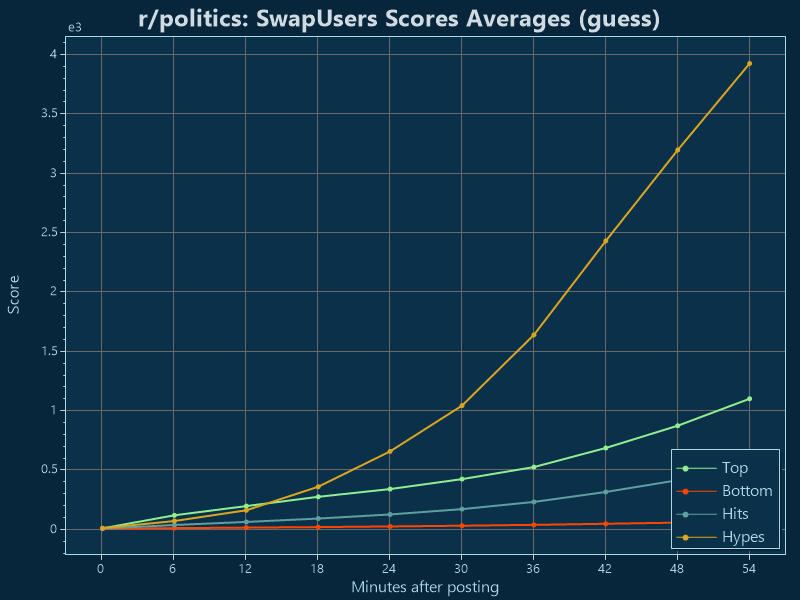 r/politics: SwapUsers Scores Averages (guess)
e3
4
3.5
3
2.5
2
1.5
1
0.5
0
Score
0 6 12 18 24 30 36 42 48 54
Minutes after posting
Top
Bottom
Hits
Hypes